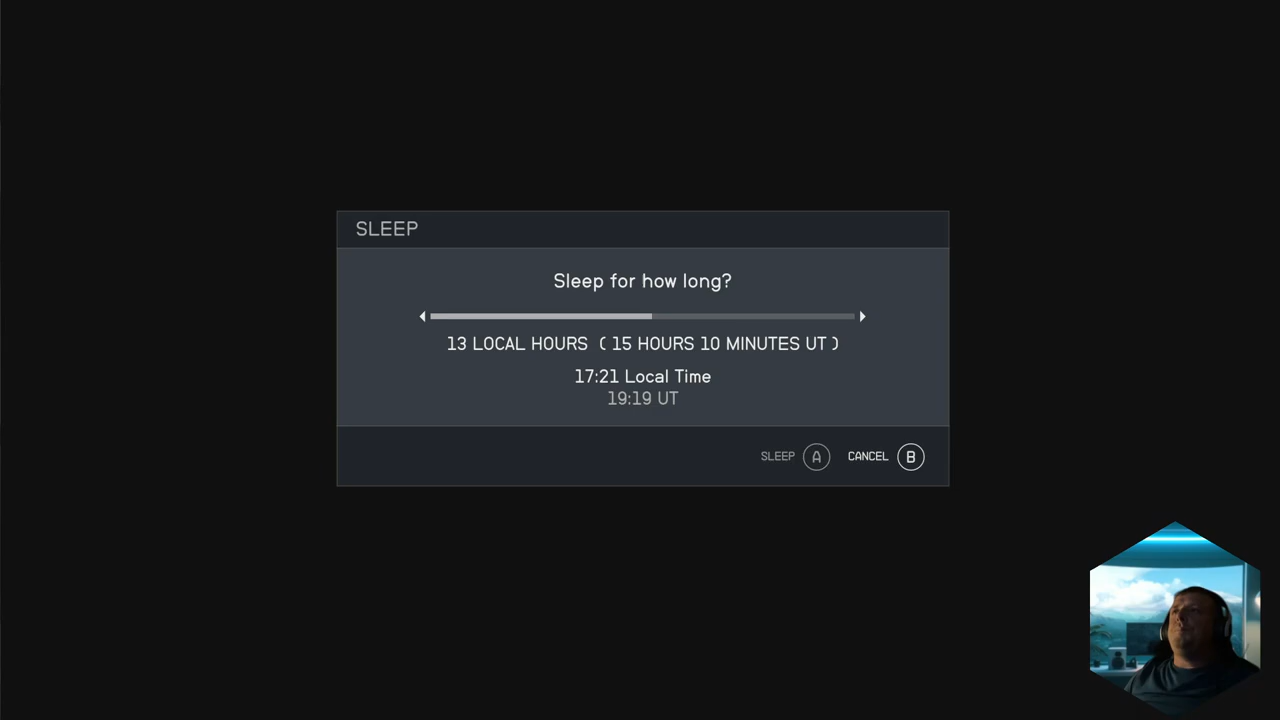 SLEEP
Sleep for how long?
13 LOCAL HOURS ( 15 HOURS 10 MINUTES UT )
17:21 Local Time
19:19 UT
SLEEP A CANCEL B